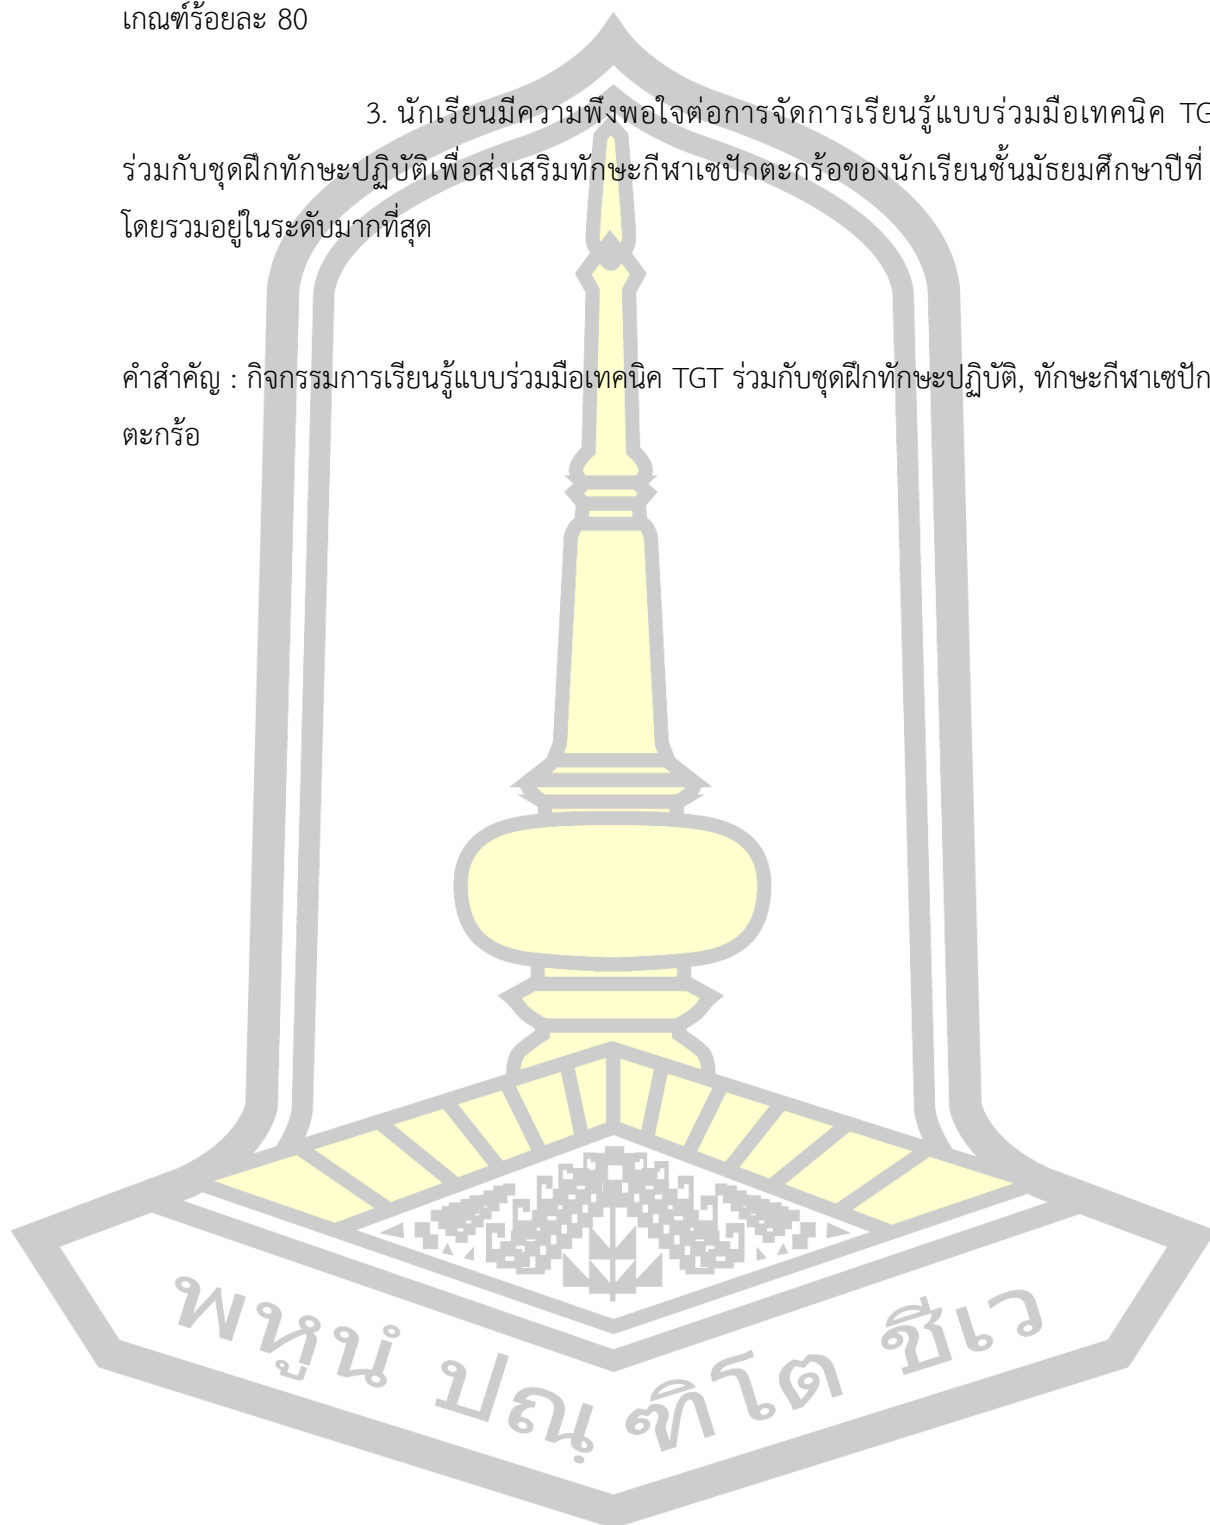 เกณฑ์ร้อยละ 80
3. นักเรียนมีความพึงพอใจต่อการจัดการเรียนรู้แบบร่วมมือเทคนิค TG
ร่วมกับชุดฝึกทักษะปฏิบัติเพื่อส่งเสริมทักษะกีฬาเซปักตะกร้อของนักเรียนชั้นมัธยมศึกษาปีที่
โดยรวมอยู่ในระดับมากที่สุด
คำสำคัญ : กิจกรรมการเรียนรู้แบบร่วมมือเทคนิค TGT ร่วมกับชุดฝึกทักษะปฏิบัติ, ทักษะกีฬาเซปัก
ตะกร้อ
พหูนํ ปณฺฑิโต ชีเว